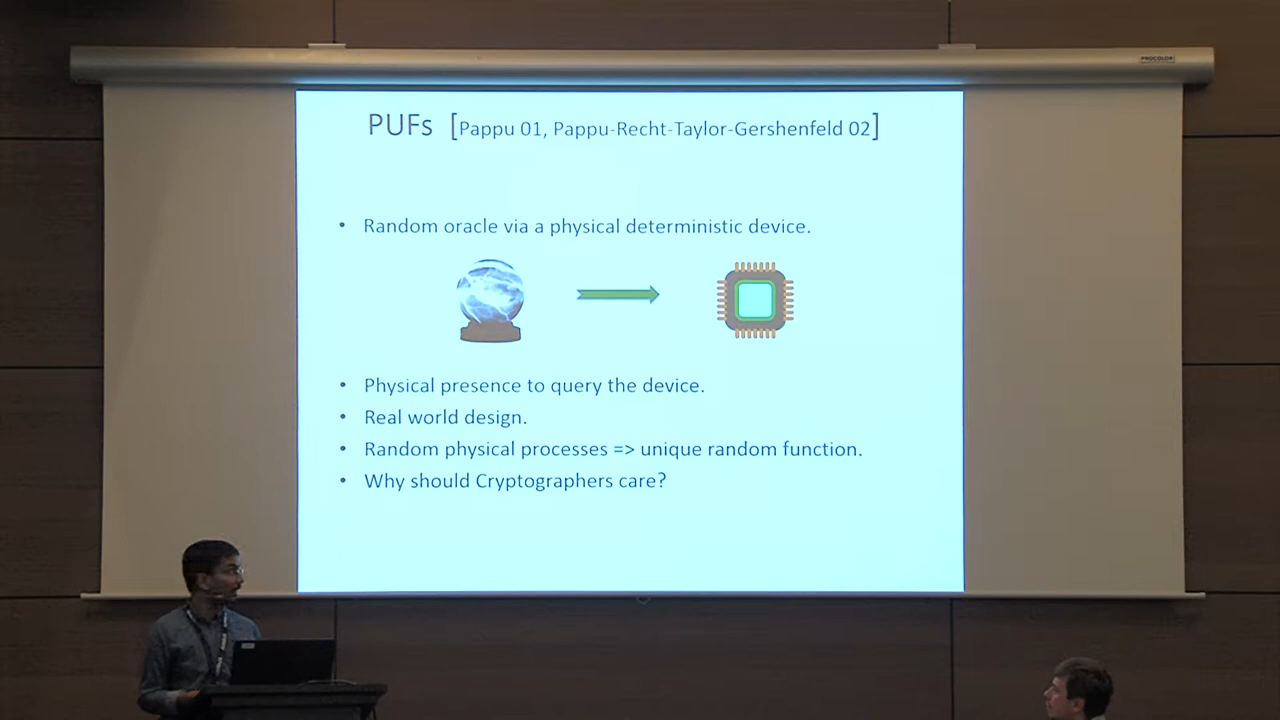 PROCOLOR
PUFs [Pappu 01, Pappu-Recht-Taylor-Gershenfeld 02]
• Random oracle via a physical deterministic device.
• Physical presence to query the device.
• Real world design.
• Random physical processes => unique random function.
• Why should Cryptographers care?